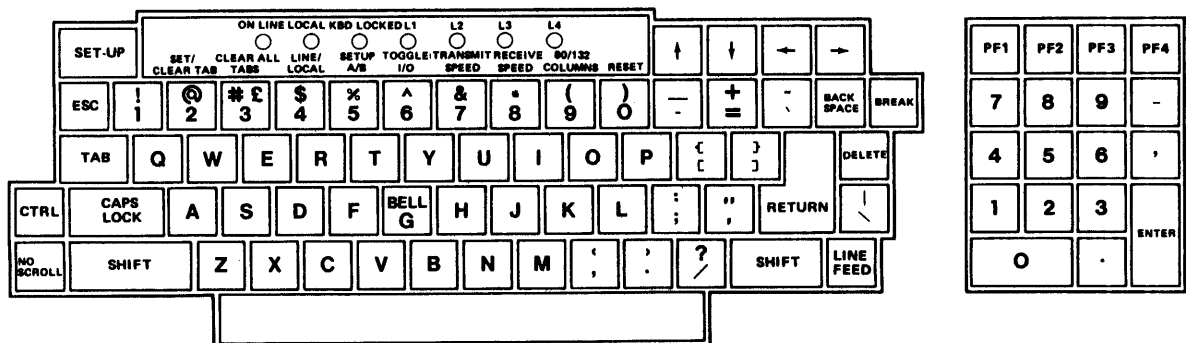 ON LINE LOCAL KBD LOCKED L1 L2 L3 L4
SET-UP
SET/ CLEAR TAB
CLEAR ALL TABS
LINE/ LOCAL
SETUP A/B
TOGGLE I/O
TRANSMIT SPEED
RECEIVE SPEED
80/132 COLUMNS
RESET
↑ ↓ ← →
ESC ! 1 @ 2 # £ 3 $ 4 % 5 ^ 6 & 7 * 8 ( 9 ) 0 — - + = ~ ` BACK SPACE BREAK
TAB Q W E R T Y U I O P { [ } ] DELETE
CTRL CAPS LOCK A S D F BELL G H J K L : ; " ' RETURN | \
NO SCROLL SHIFT Z X C V B N M ‹ , › . ? / SHIFT LINE FEED
PF1 PF2 PF3 PF4
7 8 9 -
4 5 6 ,
1 2 3 ENTER
0 .